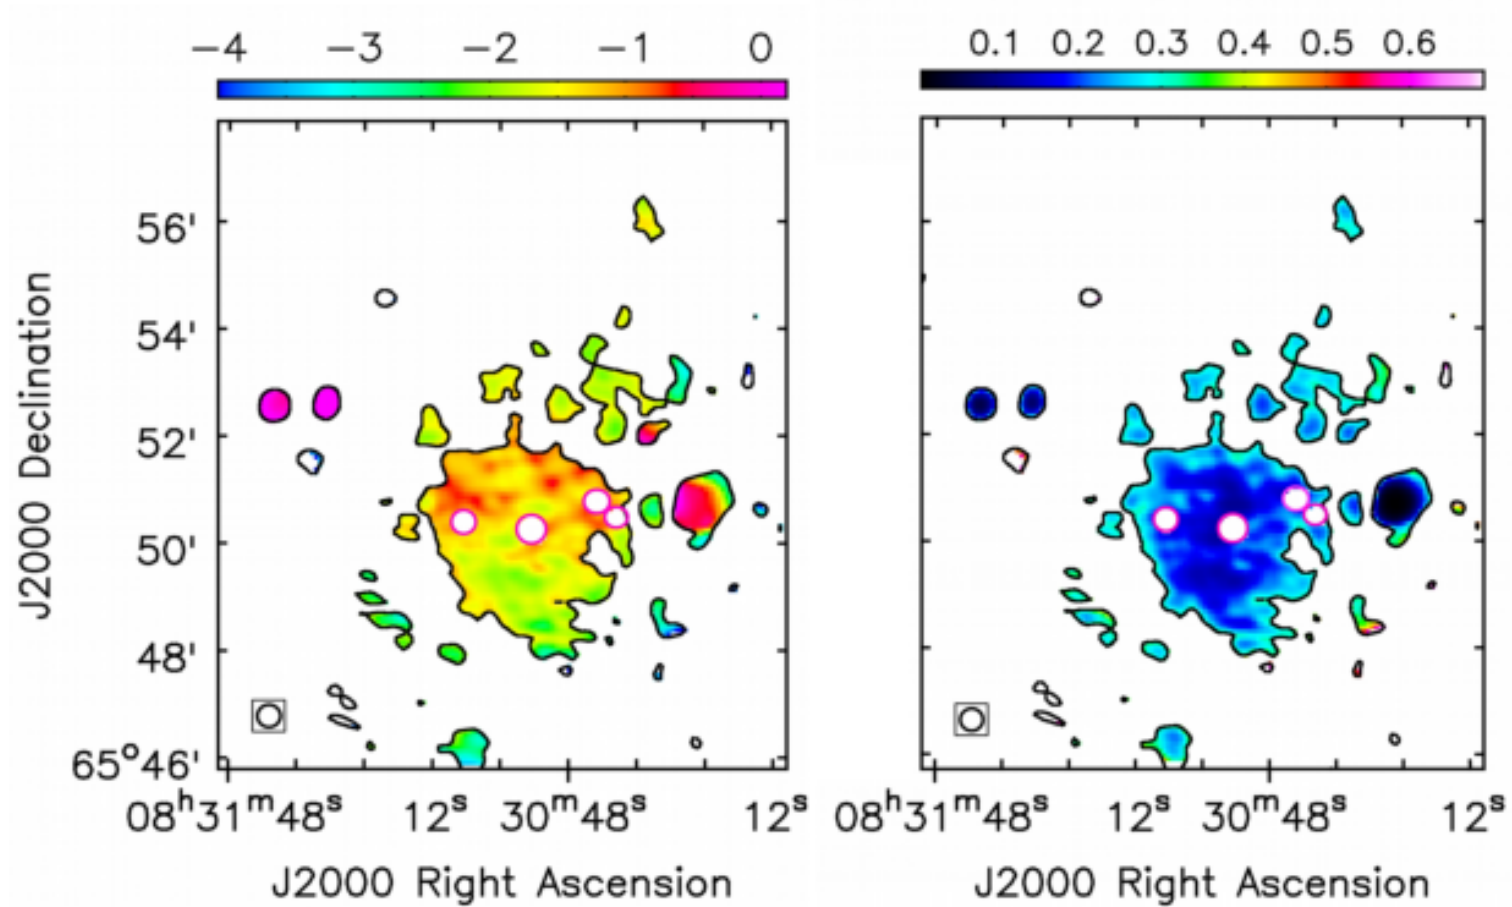 −4 −3 −2 −1 0
0.1 0.2 0.3 0.4 0.5 0.6
J2000 Declination
56'
54'
52'
50'
48'
65°46'
08ʰ31ᵐ48ˢ 12ˢ 30ᵐ48ˢ 12ˢ
J2000 Right Ascension
08ʰ31ᵐ48ˢ 12ˢ 30ᵐ48ˢ 12ˢ
J2000 Right Ascension